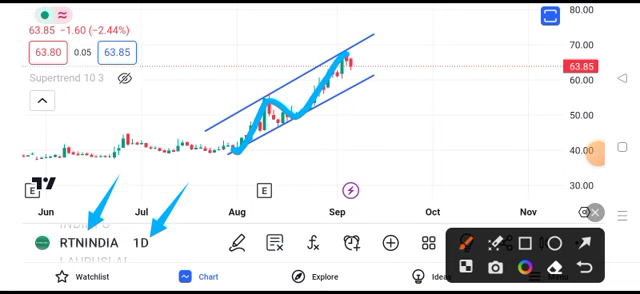 63.85 −1.60 (−2.44%)
63.80 0.05 63.85
Supertrend 10 3
80.00
70.00
63.85
60.00
50.00
40.00
30.00
E E
Jun Jul Aug Sep Oct Nov
RTNINDIA 1D
Watchlist Chart Explore Ideas Menu